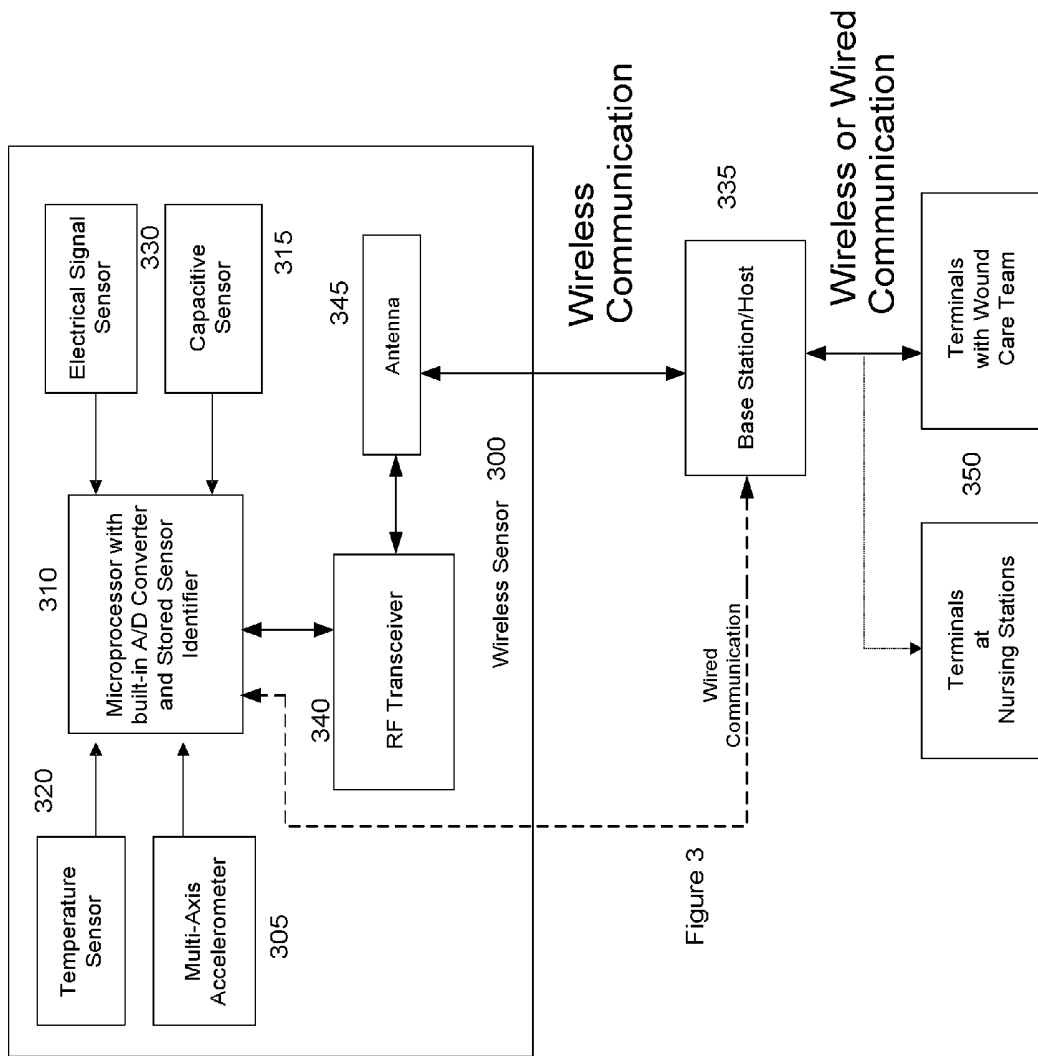 Temperature
Sensor
320
Multi-Axis
Accelerometer
305
310
Microprocessor with
built-in A/D Converter
and Stored Sensor
Identifier
Electrical Signal
Sensor
330
Capacitive
Sensor
315
340
RF Transceiver
345
Antenna
Wireless Sensor 300
Wireless
Communication
Wired
Communication
335
Base Station/Host
Wireless or Wired
Communication
Terminals
at
Nursing Stations
350
Terminals
with Wound
Care Team
Figure 3